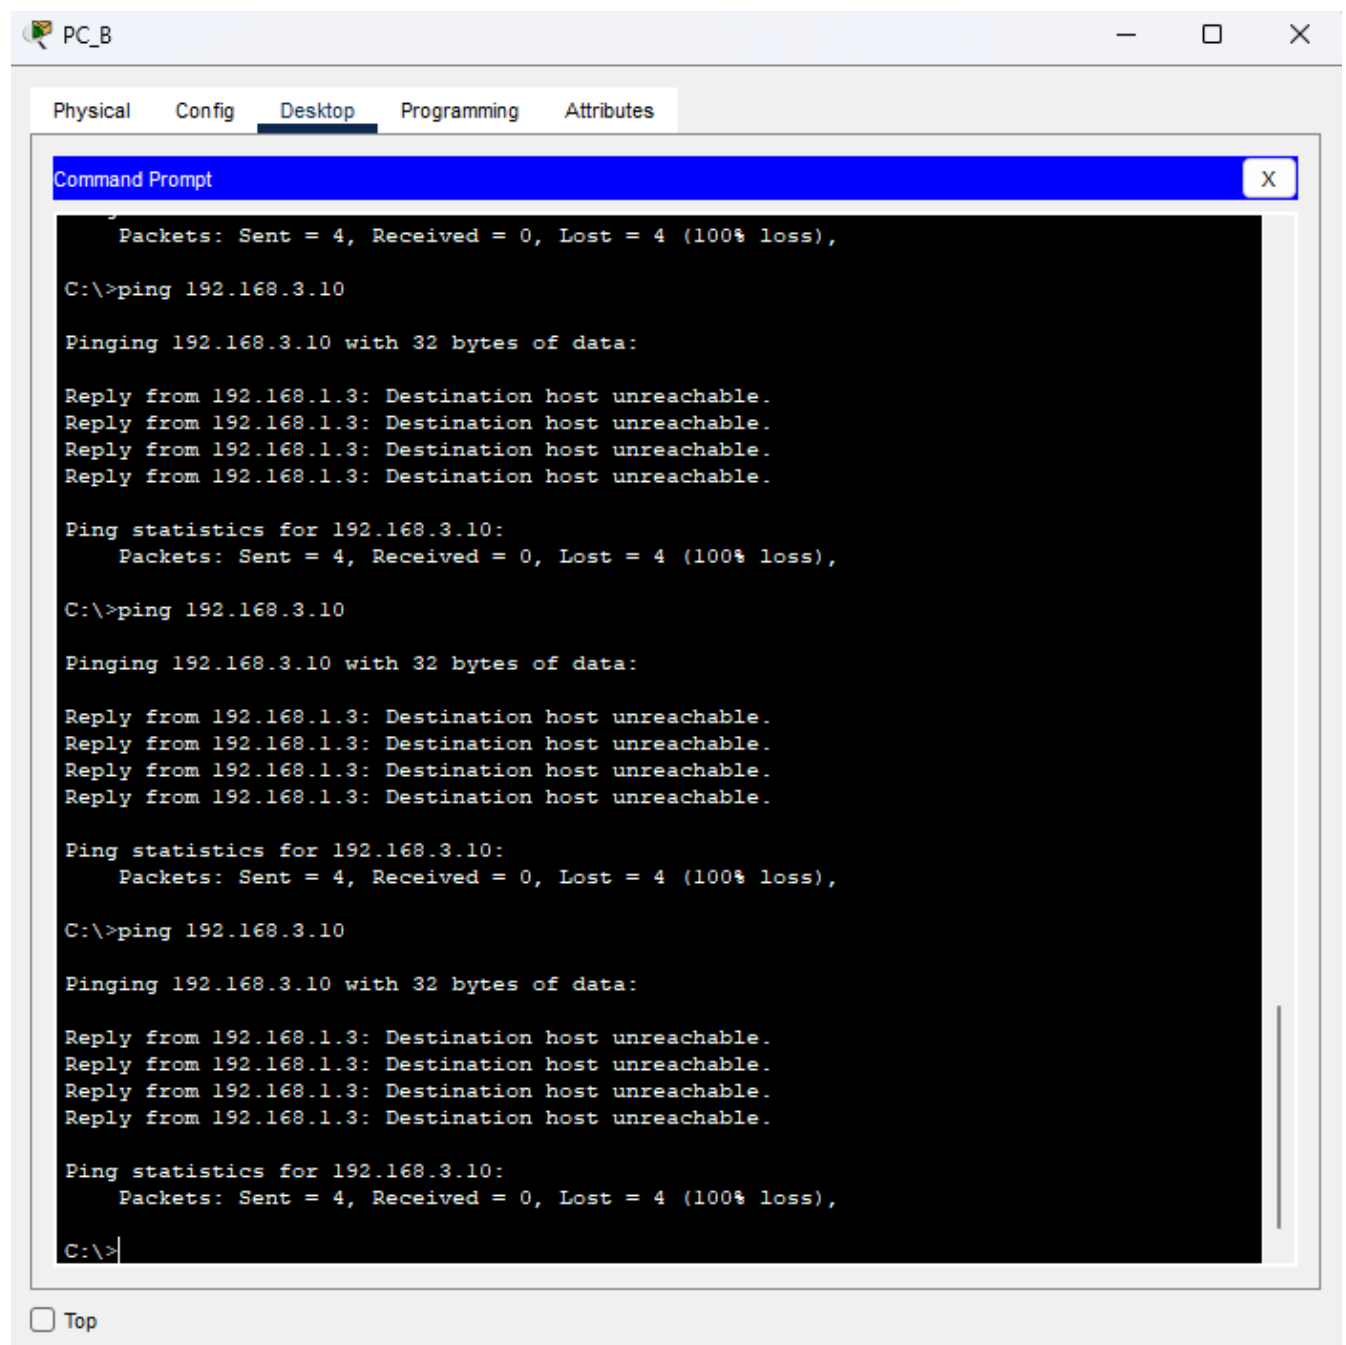 PC_B
Physical Config Desktop Programming Attributes
Command Prompt
X
Packets: Sent = 4, Received = 0, Lost = 4 (100% loss),
C:\>ping 192.168.3.10
Pinging 192.168.3.10 with 32 bytes of data:
Reply from 192.168.1.3: Destination host unreachable.
Reply from 192.168.1.3: Destination host unreachable.
Reply from 192.168.1.3: Destination host unreachable.
Reply from 192.168.1.3: Destination host unreachable.
Ping statistics for 192.168.3.10:
Packets: Sent = 4, Received = 0, Lost = 4 (100% loss),
C:\>ping 192.168.3.10
Pinging 192.168.3.10 with 32 bytes of data:
Reply from 192.168.1.3: Destination host unreachable.
Reply from 192.168.1.3: Destination host unreachable.
Reply from 192.168.1.3: Destination host unreachable.
Reply from 192.168.1.3: Destination host unreachable.
Ping statistics for 192.168.3.10:
Packets: Sent = 4, Received = 0, Lost = 4 (100% loss),
C:\>ping 192.168.3.10
Pinging 192.168.3.10 with 32 bytes of data:
Reply from 192.168.1.3: Destination host unreachable.
Reply from 192.168.1.3: Destination host unreachable.
Reply from 192.168.1.3: Destination host unreachable.
Reply from 192.168.1.3: Destination host unreachable.
Ping statistics for 192.168.3.10:
Packets: Sent = 4, Received = 0, Lost = 4 (100% loss),
C:\>
Top